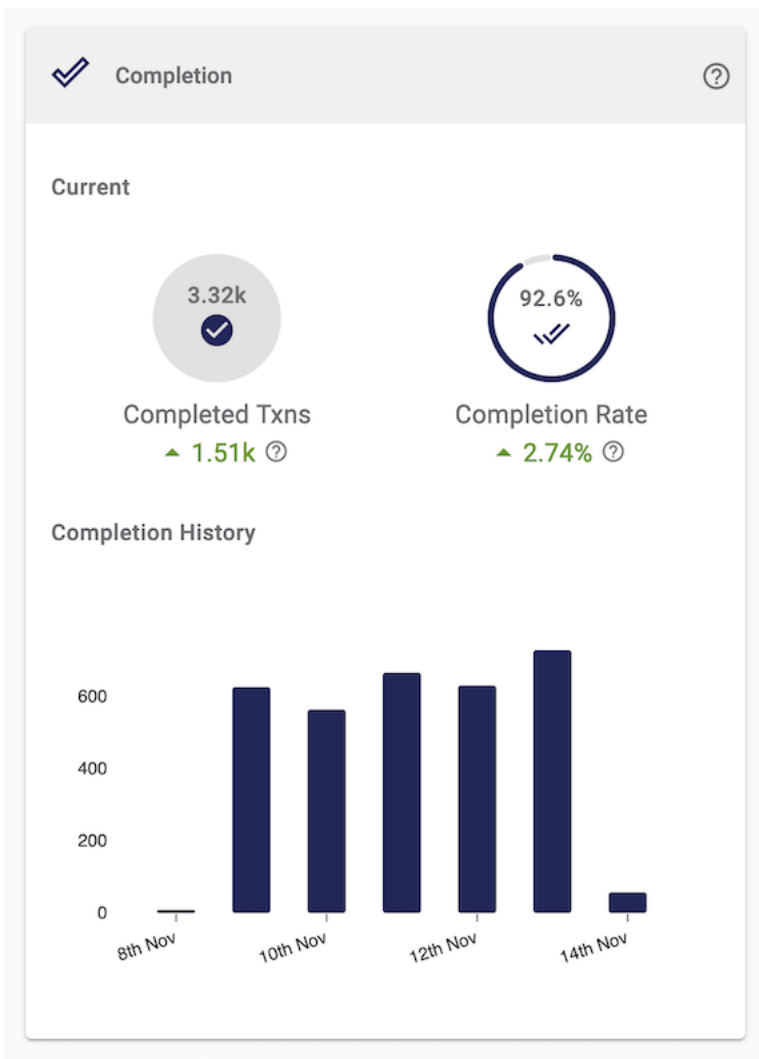 Completion
Current
3.32k
92.6%
Completed Txns
Completion Rate
1.51k
2.74%
Completion History
600
400
200
0
8th Nov
10th Nov
12th Nov
14th Nov